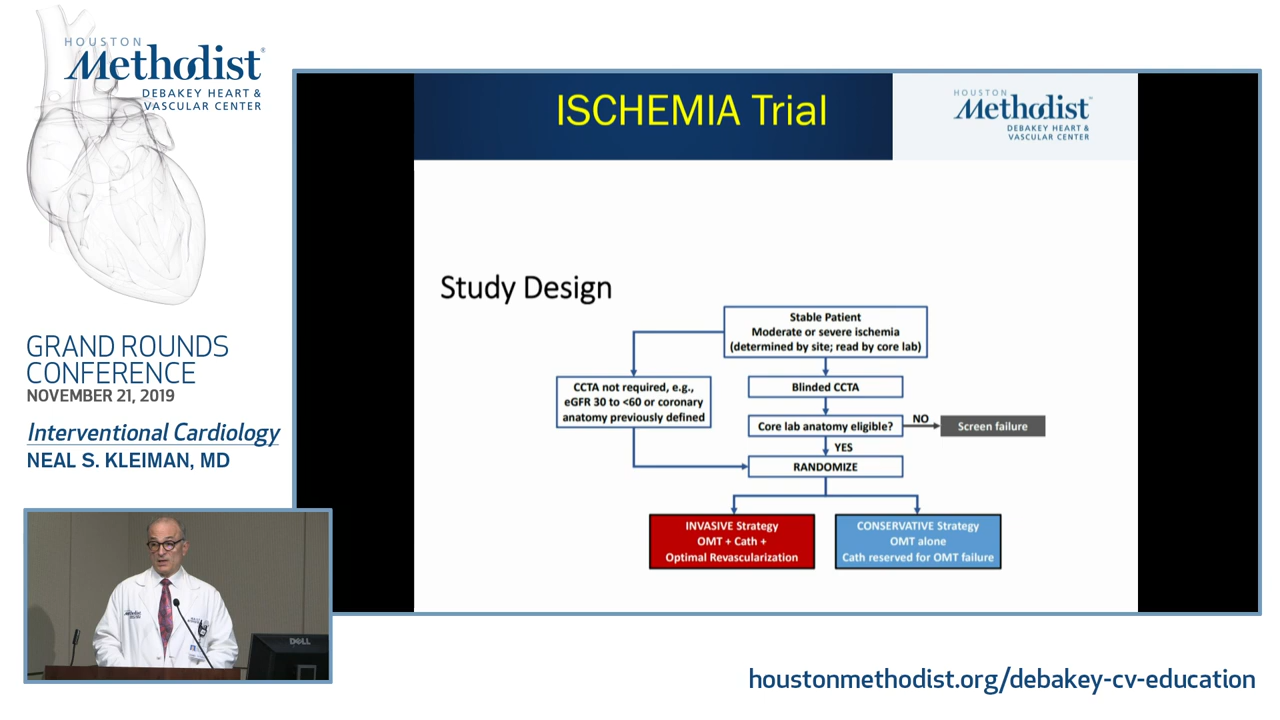 HOUSTON
Methodist
DEBAKEY HEART &
VASCULAR CENTER
GRAND ROUNDS
CONFERENCE
NOVEMBER 21, 2019
Interventional Cardiology
NEAL S. KLEIMAN, MD
ISCHEMIA Trial
HOUSTON
Methodist
DEBAKEY HEART &
VASCULAR CENTER
Study Design
Stable Patient
Moderate or severe ischemia
(determined by site; read by core lab)
CCTA not required, e.g.,
eGFR 30 to <60 or coronary
anatomy previously defined
Blinded CCTA
Core lab anatomy eligible?
NO
Screen failure
YES
RANDOMIZE
INVASIVE Strategy
OMT + Cath +
Optimal Revascularization
CONSERVATIVE Strategy
OMT alone
Cath reserved for OMT failure
DELL
houstonmethodist.org/debakey-cv-education